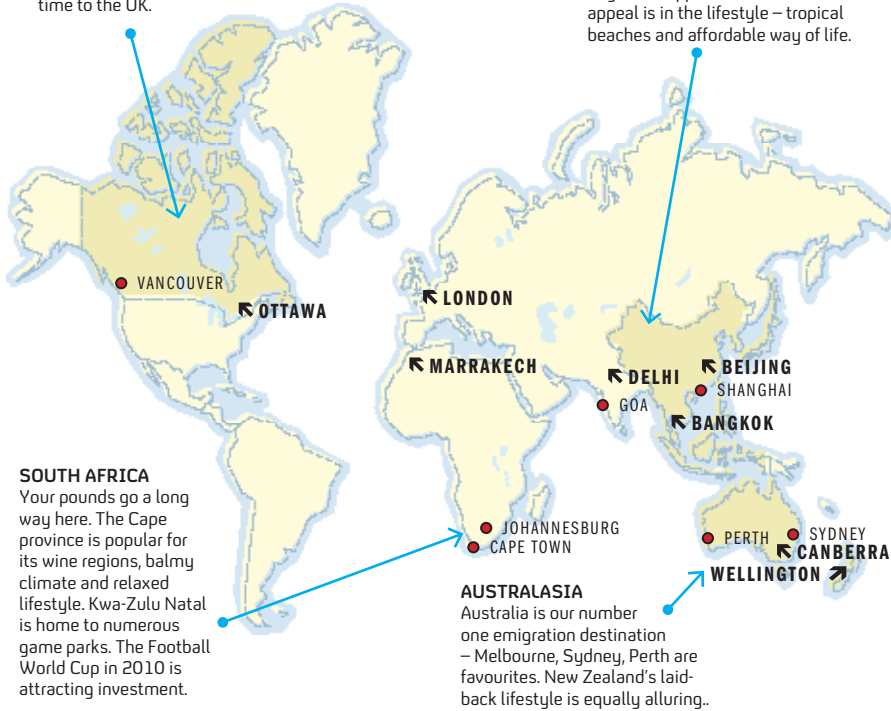 time to the UK.
appeal is in the lifestyle – tropical
beaches and affordable way of life.
VANCOUVER
OTTAWA
LONDON
MARRAKECH
DELHI
BEIJING
SHANGHAI
GOA
BANGKOK
SOUTH AFRICA
Your pounds go a long
way here. The Cape
province is popular for
its wine regions, balmy
climate and relaxed
lifestyle. Kwa-Zulu Natal
is home to numerous
game parks. The Football
World Cup in 2010 is
attracting investment.
JOHANNESBURG
CAPE TOWN
PERTH
SYDNEY
CANBERRA
WELLINGTON
AUSTRALASIA
Australia is our number
one emigration destination
– Melbourne, Sydney, Perth are
favourites. New Zealand's laid-
back lifestyle is equally alluring..